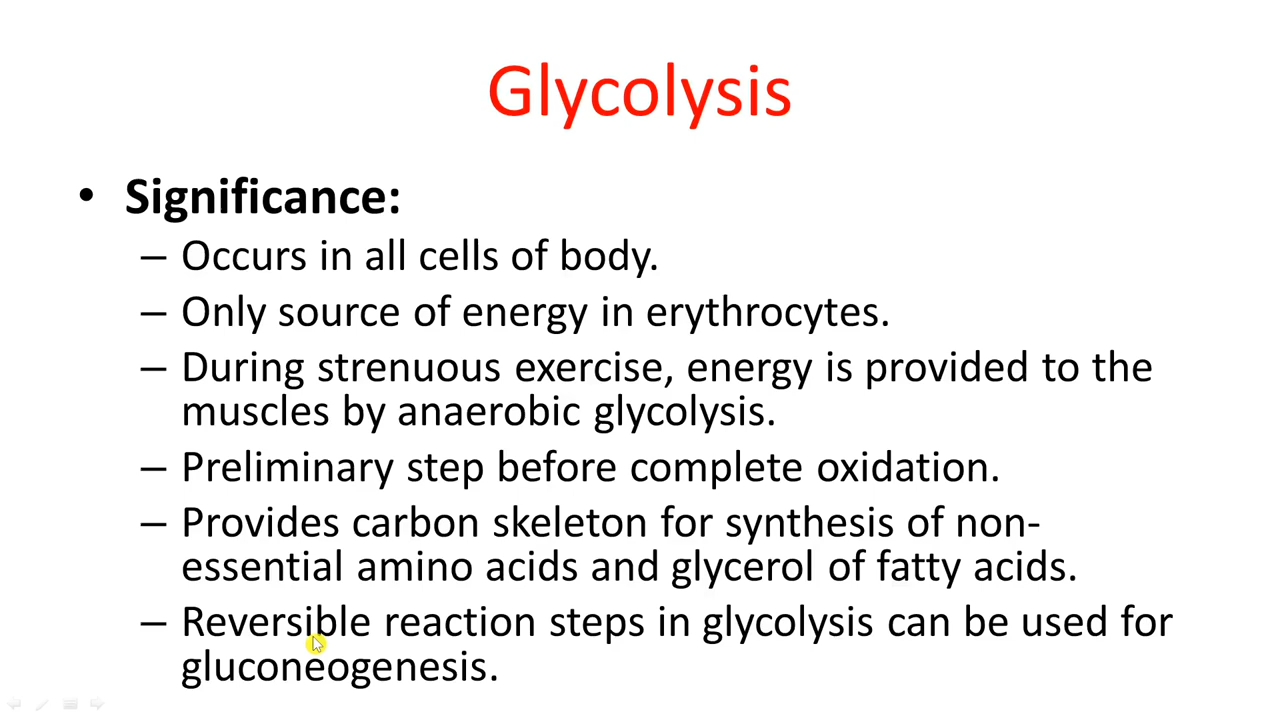 Glycolysis
• Significance:
– Occurs in all cells of body.
– Only source of energy in erythrocytes.
– During strenuous exercise, energy is provided to the
muscles by anaerobic glycolysis.
– Preliminary step before complete oxidation.
– Provides carbon skeleton for synthesis of non-
essential amino acids and glycerol of fatty acids.
– Reversible reaction steps in glycolysis can be used for
gluconeogenesis.